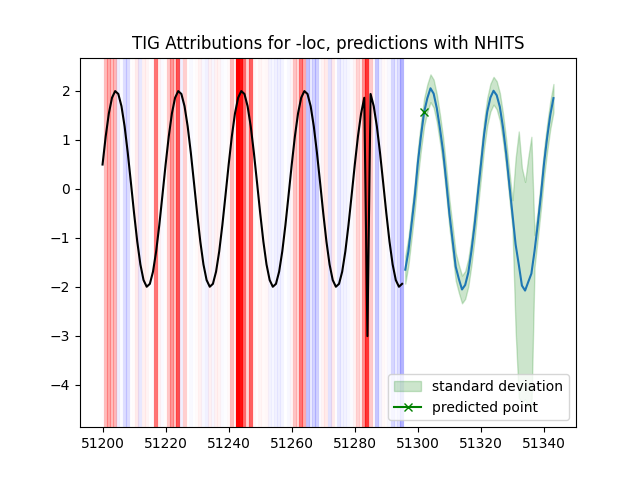 TIG Attributions for -loc, predictions with NHITS
2
1
0
−1
−2
−3
−4
standard deviation
predicted point
51200 51220 51240 51260 51280 51300 51320 51340